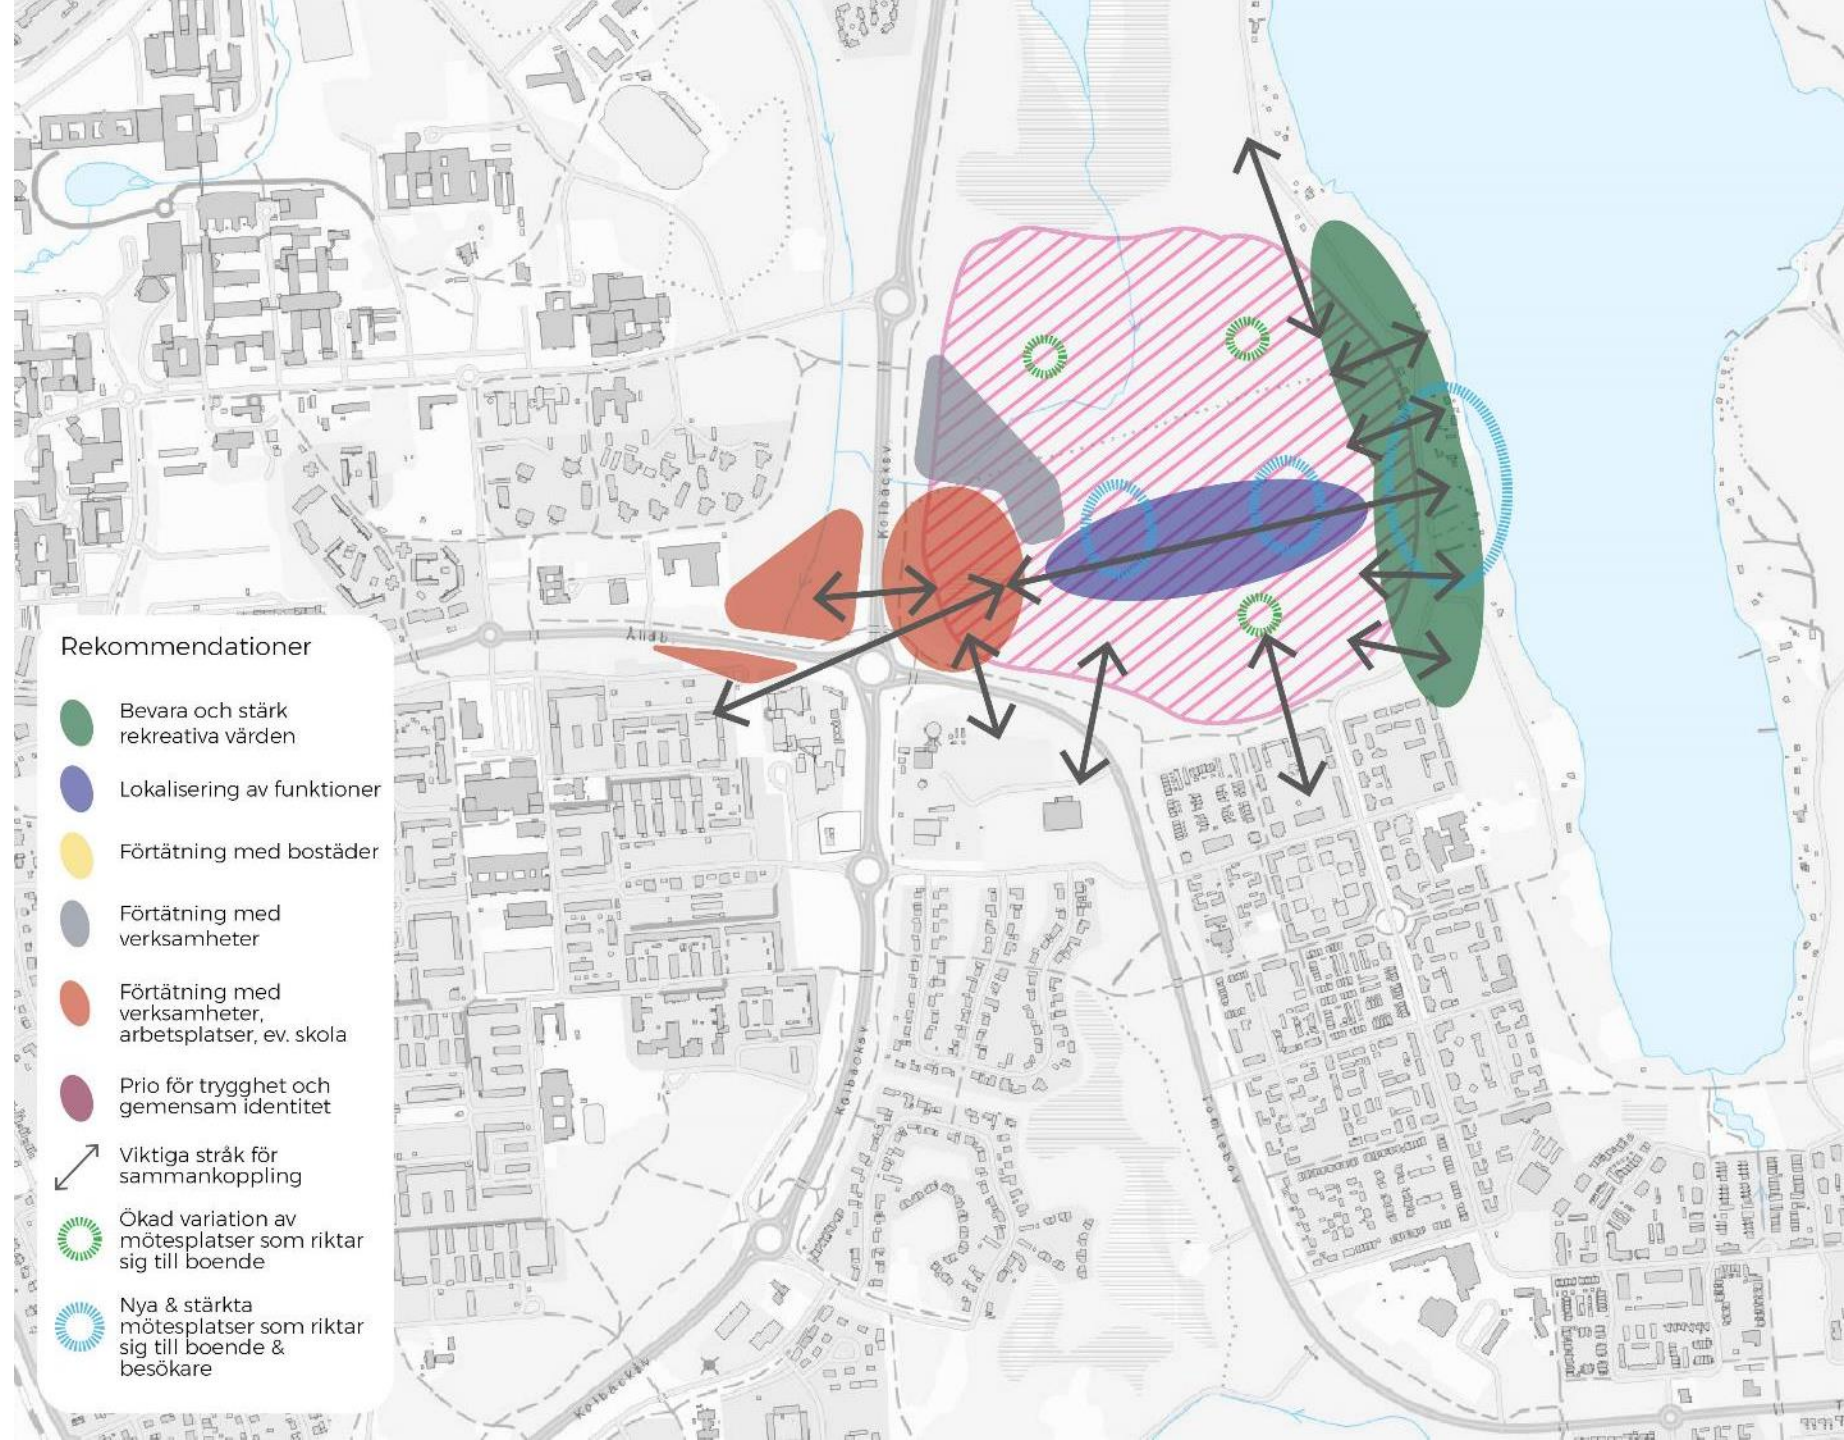 Kolbäcksv
Ålidb
Rekommendationer
Bevara och stärk
rekreativa värden
Lokalisering av funktioner
Förtätning med bostäder
Förtätning med
verksamheter
Förtätning med
verksamheter,
arbetsplatser, ev. skola
Prio för trygghet och
gemensam identitet
Viktiga stråk för
sammankoppling
Ökad variation av
mötesplatser som riktar
sig till boende
Nya & stärkta
mötesplatser som riktar
sig till boende &
besökare
Kolbäcksv
Tomtebov
Kolbäcksv